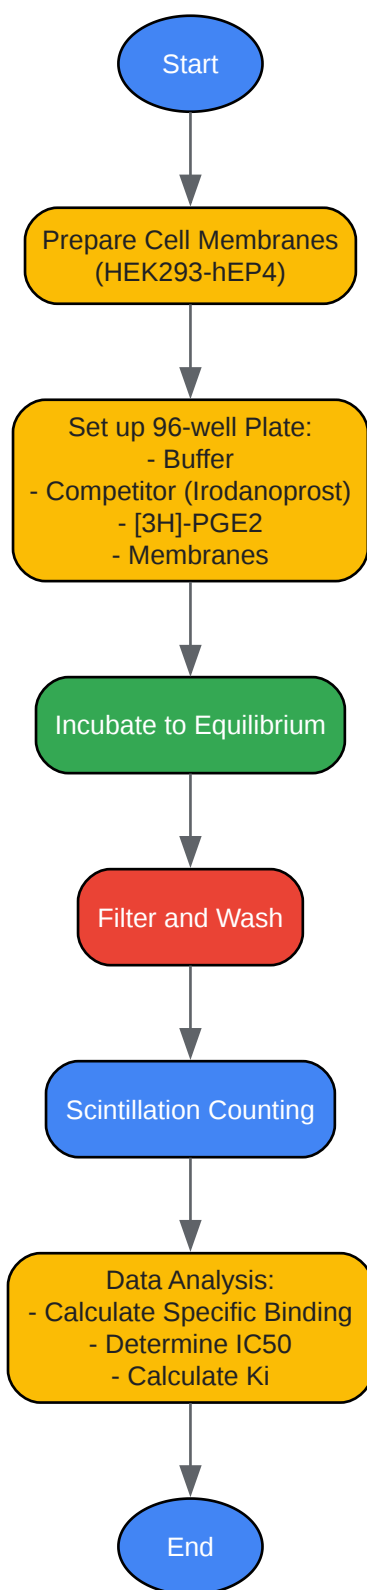 Start
Prepare Cell Membranes
(HEK293-hEP4)
Set up 96-well Plate:
- Buffer
- Competitor (Irodanoprost)
- [3H]-PGE2
- Membranes
Incubate to Equilibrium
Filter and Wash
Scintillation Counting
Data Analysis:
- Calculate Specific Binding
- Determine IC50
- Calculate Ki
End